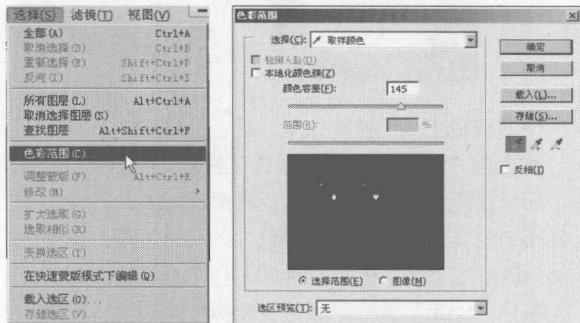 选择(S) 滤镜(T) 视图(V)
全部(A) Ctrl+A
取消选择(D) Ctrl+D
重新选择(E) Shift+Ctrl+D
反向(I) Shift+Ctrl+I
所有图层(L) Alt+Ctrl+A
取消选择图层(S)
查找图层 Alt+Shift+Ctrl+F
色彩范围(C)...
调整蒙版(F)... Alt+Ctrl+R
修改(M)
扩大选取(G)
选取相似(R)
变换选区(T)
在快速蒙版模式下编辑(Q)
载入选区(O)...
存储选区(V)...
色彩范围
选择(C): 取样颜色
检测人脸(D)
本地化颜色簇(Z)
颜色容差(F): 145
范围(R): %
选择范围(E) 图像(M)
选区预览(T): 无
确定
取消
载入(L)...
存储(S)...
反相(I)